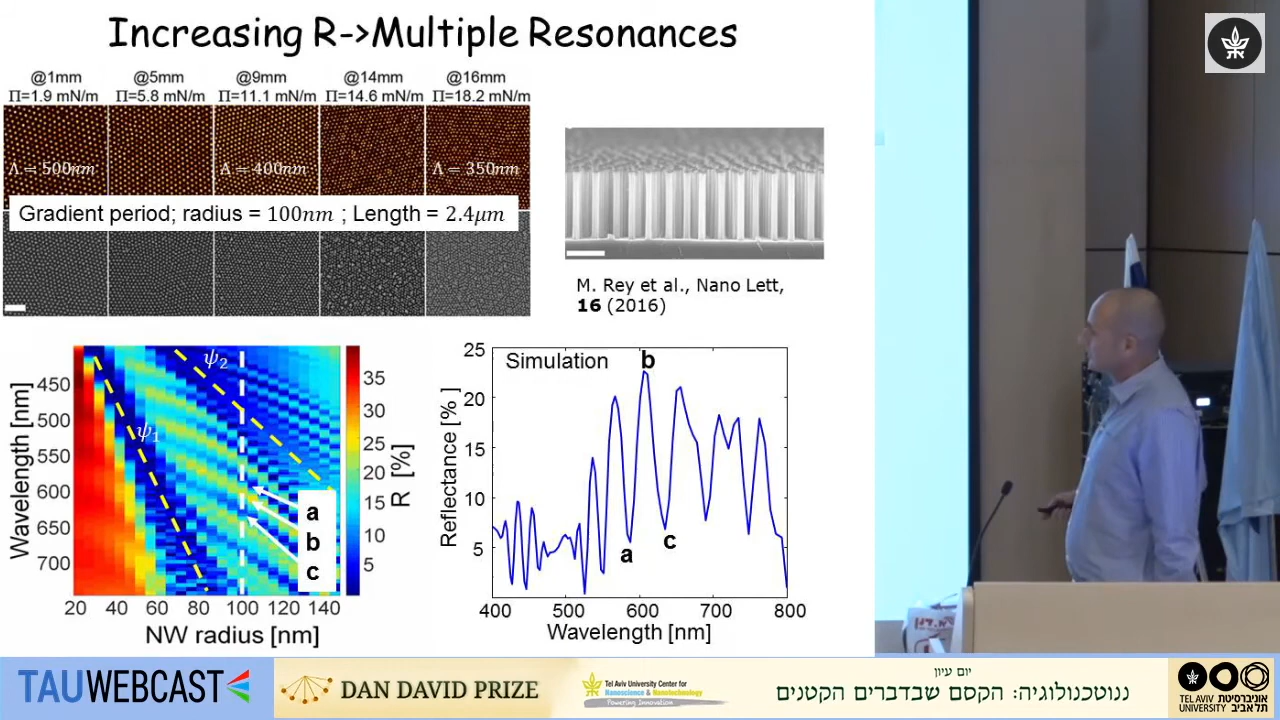 Increasing R->Multiple Resonances
@1mm @5mm @9mm @14mm @16mm
Π=1.9 mN/m Π=5.8 mN/m Π=11.1 mN/m Π=14.6 mN/m Π=18.2 mN/m
Λ = 500nm Λ = 400nm Λ = 350nm
Gradient period; radius = 100nm ; Length = 2.4μm
M. Rey et al., Nano Lett,
16 (2016)
Wavelength [nm]
450
500
550
600
650
700
20 40 60 80 100 120 140
NW radius [nm]
ψ1
ψ2
a
b
c
35
30
25
20
15
10
5
R [%]
Simulation
Reflectance [% ]
25
20
15
10
5
a
b
c
400 500 600 700 800
Wavelength [nm]
TAUWEBCAST
DAN DAVID PRIZE
Tel Aviv University Center for
Nanoscience & Nanotechnology
Powering Innovation
יום עיון
ננוטכנולוגיה: הקסם שבדברים הקטנים
TEL AVIV אוניברסיטת
UNIVERSITY תל אביב